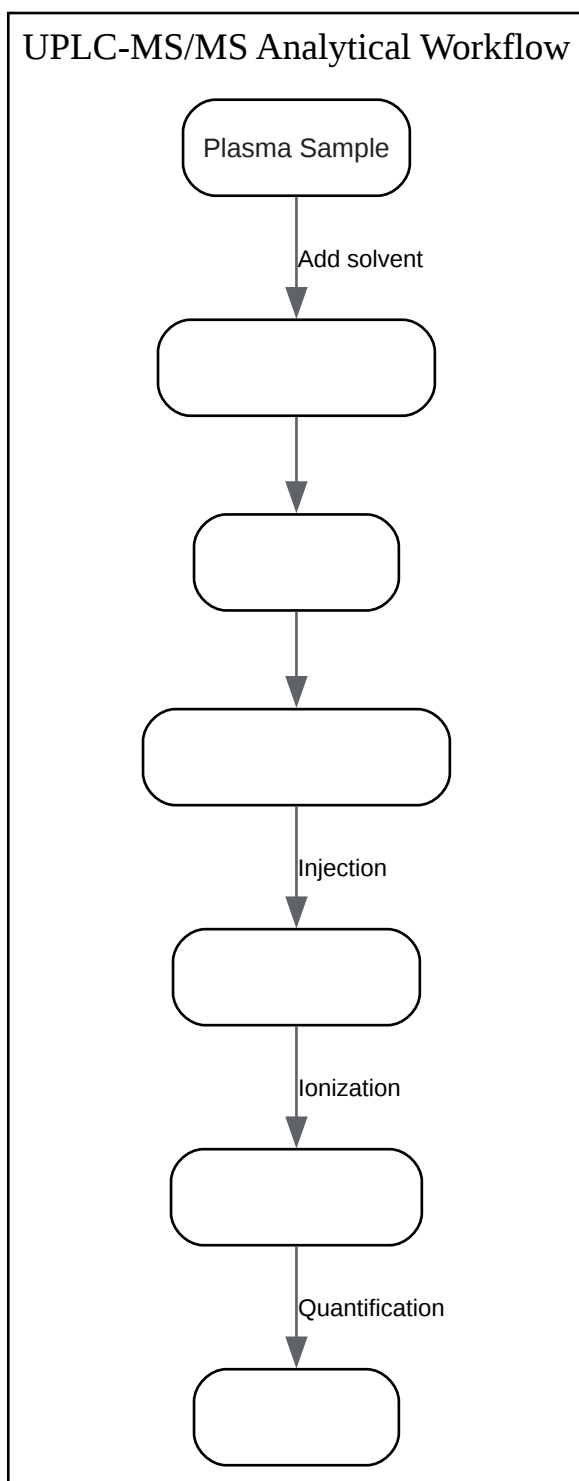 UPLC-MS/MS Analytical Workflow
Plasma Sample
Add solvent
Injection
Ionization
Quantification